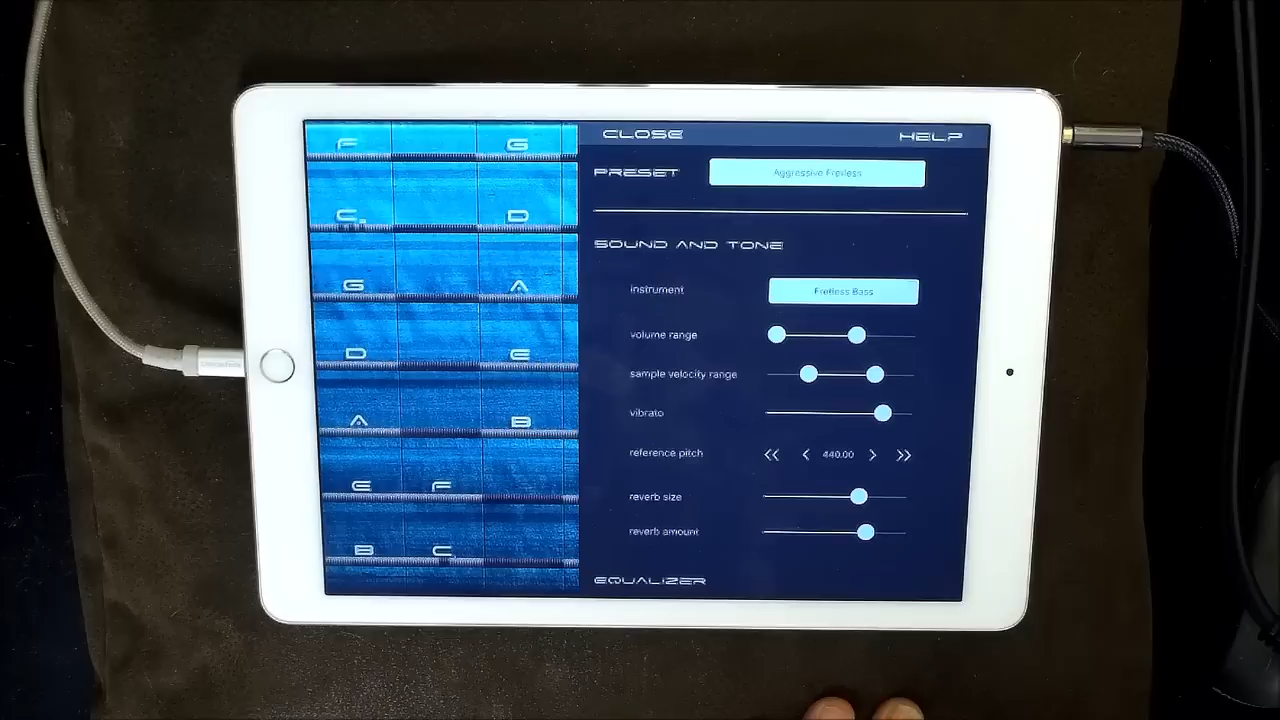 F G
C D
G A
D E
A B
E F
B C
CLOSE HELP
PRESET Aggressive Fretless
SOUND AND TONE
instrument Fretless Bass
volume range
sample velocity range
vibrato
reference pitch << < 440.00 > >>
reverb size
reverb amount
EQUALIZER